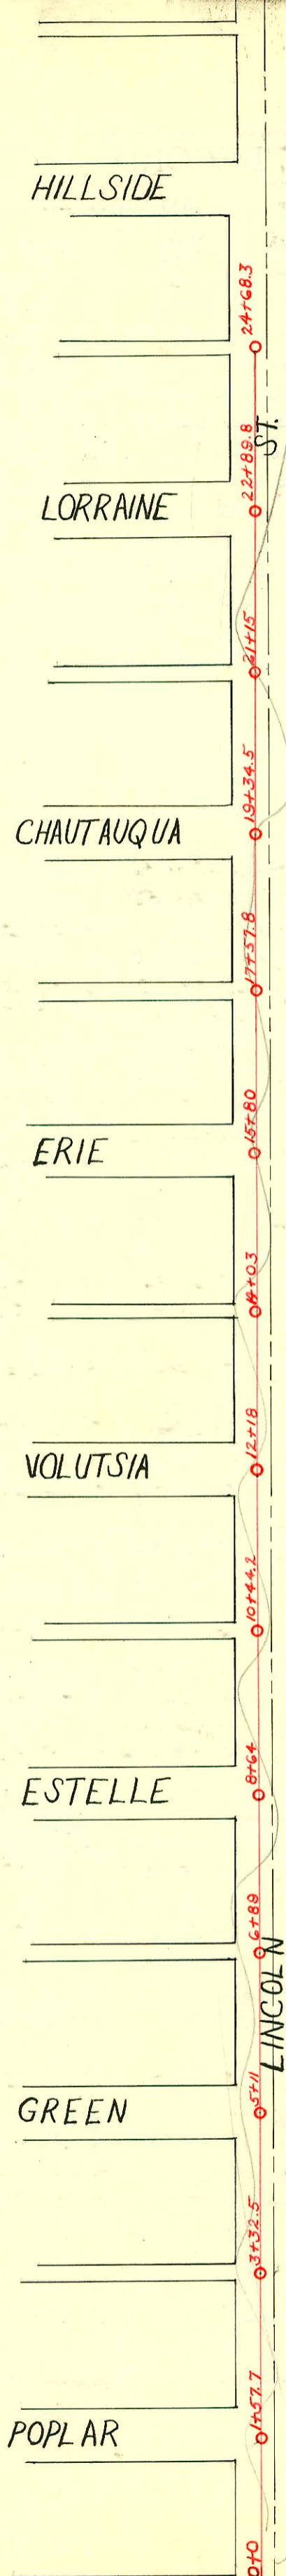 HILLSIDE
24+68.3
ST.
22+89.8
LORRAINE
21+15
19+34.5
CHAUTAUQUA
17+57.8
15+80
ERIE
14+03
12+18
VOLUTSIA
10+44.2
8+64
ESTELLE
6+89
LINCOLN
5+11
GREEN
3+32.5
1+57.7
POPLAR
0+0